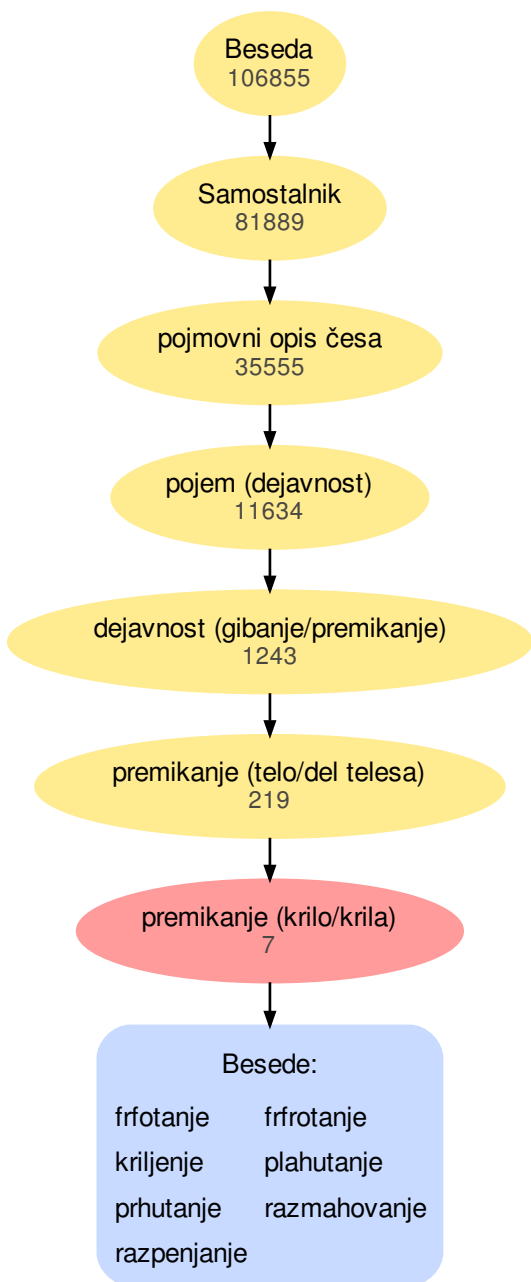 Beseda
106855
Samostalnik
81889
pojmovni opis česa
35555
pojem (dejavnost)
11634
dejavnost (gibanje/premikanje)
1243
premikanje (telo/del telesa)
219
premikanje (krilo/krila)
7
Besede:
frfotanje frfrotanje
kriljenje plahutanje
prhutanje razmahovanje
razpenjanje